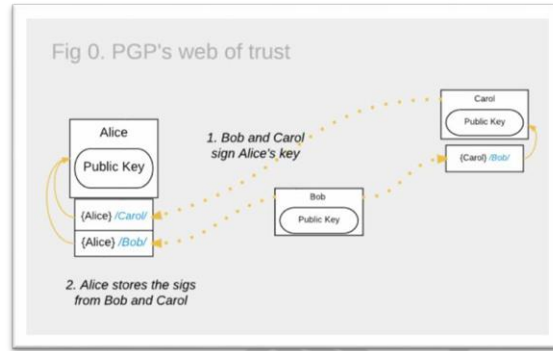 Fig 0. PGP's web of trust
Alice
Public Key
{Alice} /Carol/
{Alice} /Bob/
1. Bob and Carol
sign Alice's key
Bob
Public Key
Carol
Public Key
{Carol} /Bob/
2. Alice stores the sigs
from Bob and Carol